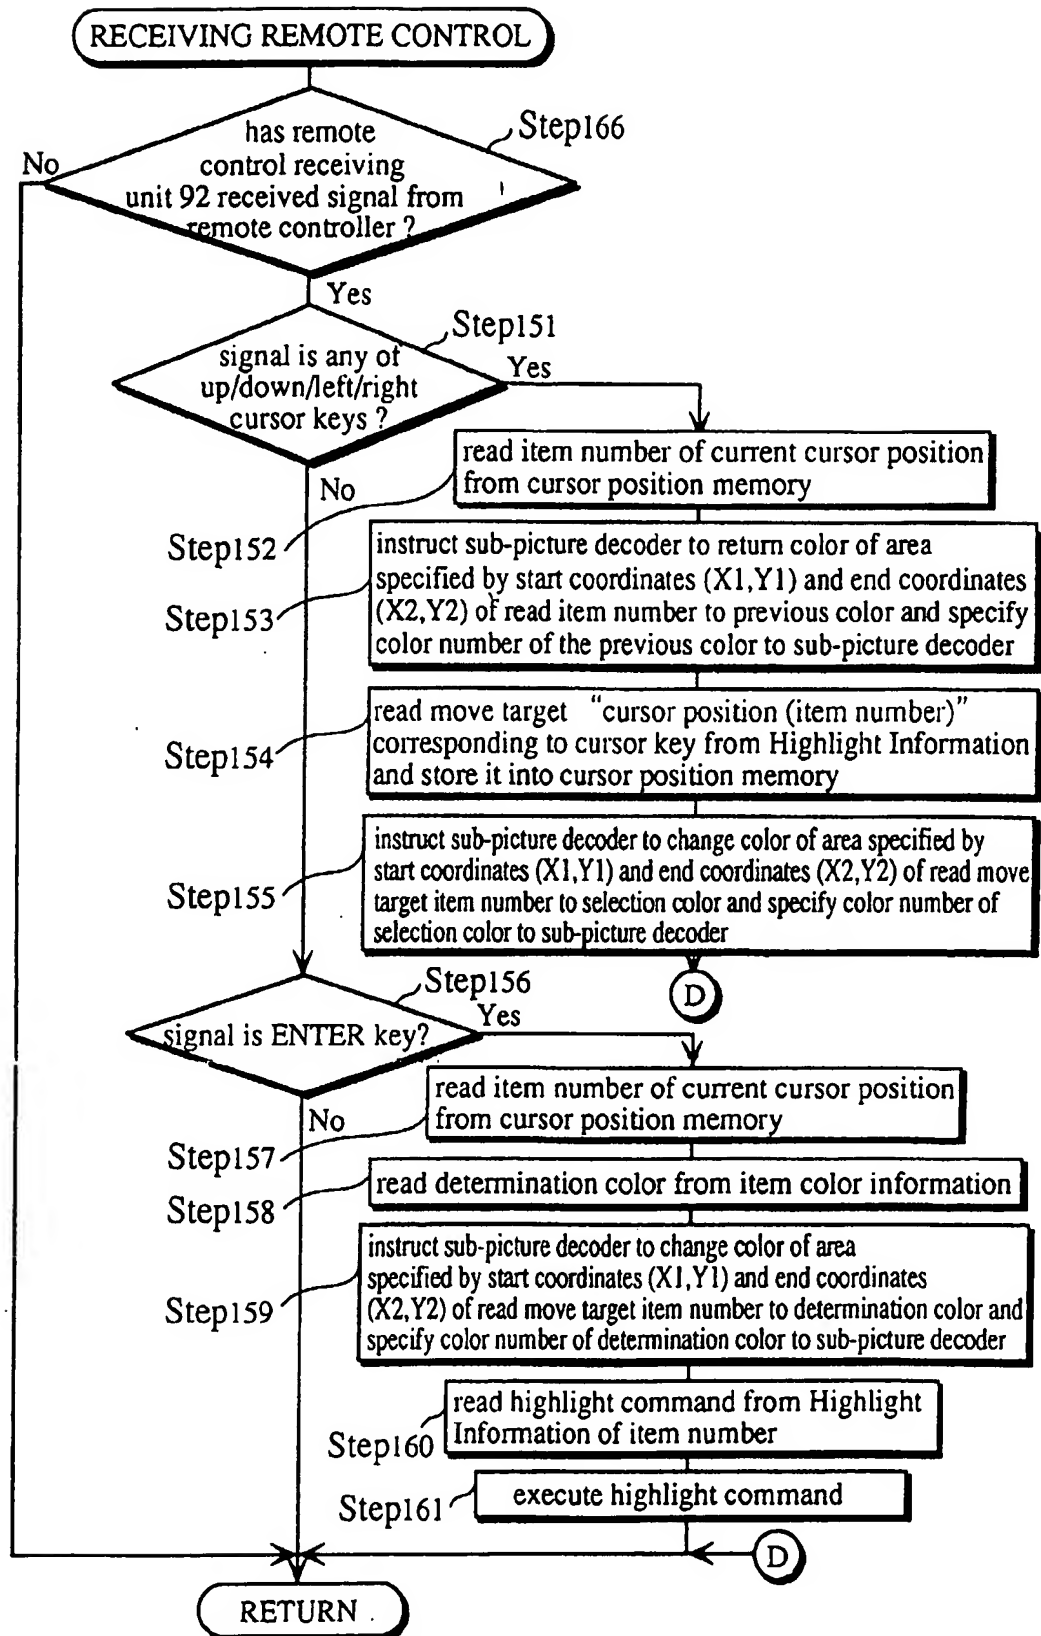 RECEIVING REMOTE CONTROL
Step166
has remote
control receiving
unit 92 received signal from
remote controller ?
No
Yes
Step151
signal is any of
up/down/left/right
cursor keys ?
Yes
No
read item number of current cursor position
from cursor position memory
Step152
instruct sub-picture decoder to return color of area
specified by start coordinates (X1,Y1) and end coordinates
(X2,Y2) of read item number to previous color and specify
color number of the previous color to sub-picture decoder
Step153
read move target "cursor position (item number)"
corresponding to cursor key from Highlight Information
and store it into cursor position memory
Step154
instruct sub-picture decoder to change color of area specified by
start coordinates (X1,Y1) and end coordinates (X2,Y2) of read move
target item number to selection color and specify color number of
selection color to sub-picture decoder
Step155
D
Step156
signal is ENTER key?
Yes
No
read item number of current cursor position
from cursor position memory
Step157
read determination color from item color information
Step158
instruct sub-picture decoder to change color of area
specified by start coordinates (X1,Y1) and end coordinates
(X2,Y2) of read move target item number to determination color and
specify color number of determination color to sub-picture decoder
Step159
read highlight command from Highlight
Information of item number
Step160
execute highlight command
Step161
D
RETURN